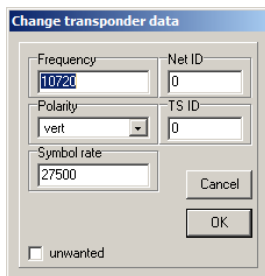 Change transponder data
Frequency
10720
Net ID
0
Polarity
vert
TS ID
0
Symbol rate
27500
Cancel
OK
unwanted